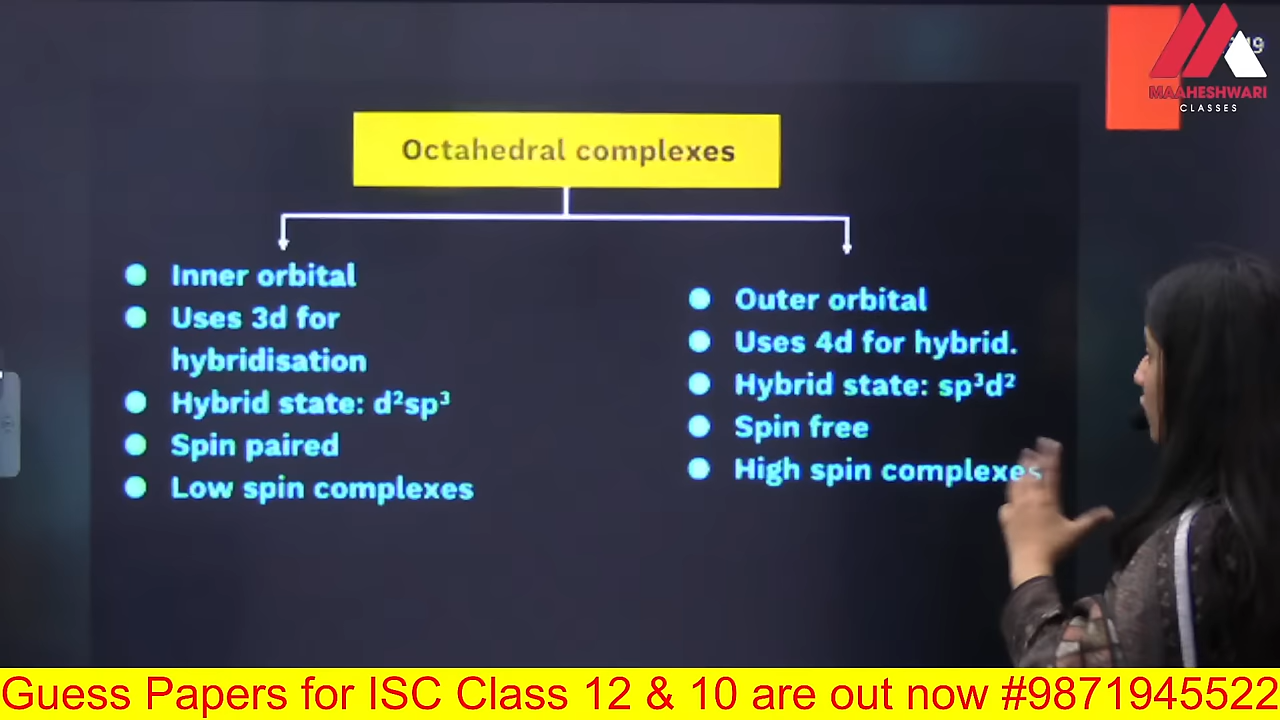 MAAHESHWARI
CLASSES
Octahedral complexes
Inner orbital
Uses 3d for
hybridisation
Hybrid state: d²sp³
Spin paired
Low spin complexes
Outer orbital
Uses 4d for hybrid.
Hybrid state: sp³d²
Spin free
High spin complexes
Guess Papers for ISC Class 12 & 10 are out now #9871945522